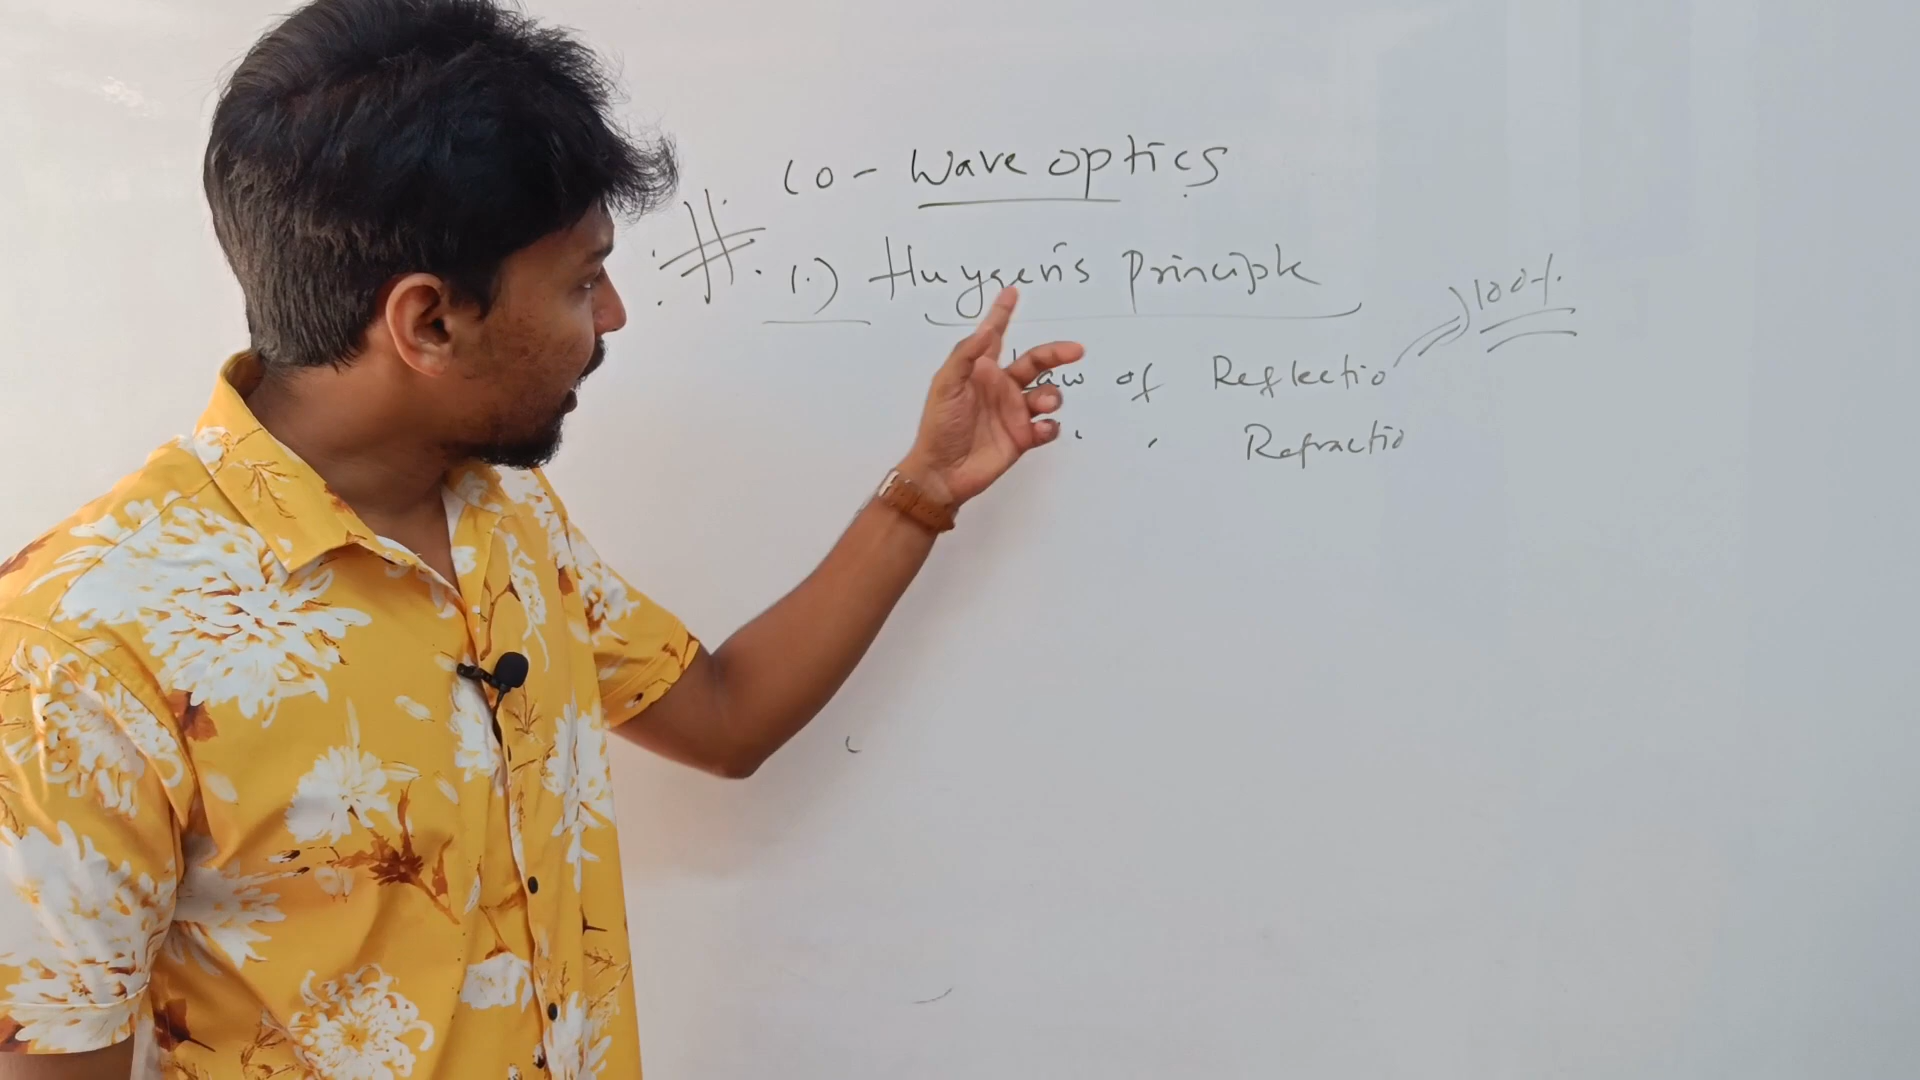 10 - Wave optics
# 1.) Huygen's Principle
Law of Reflectio 100%
" " Refractio